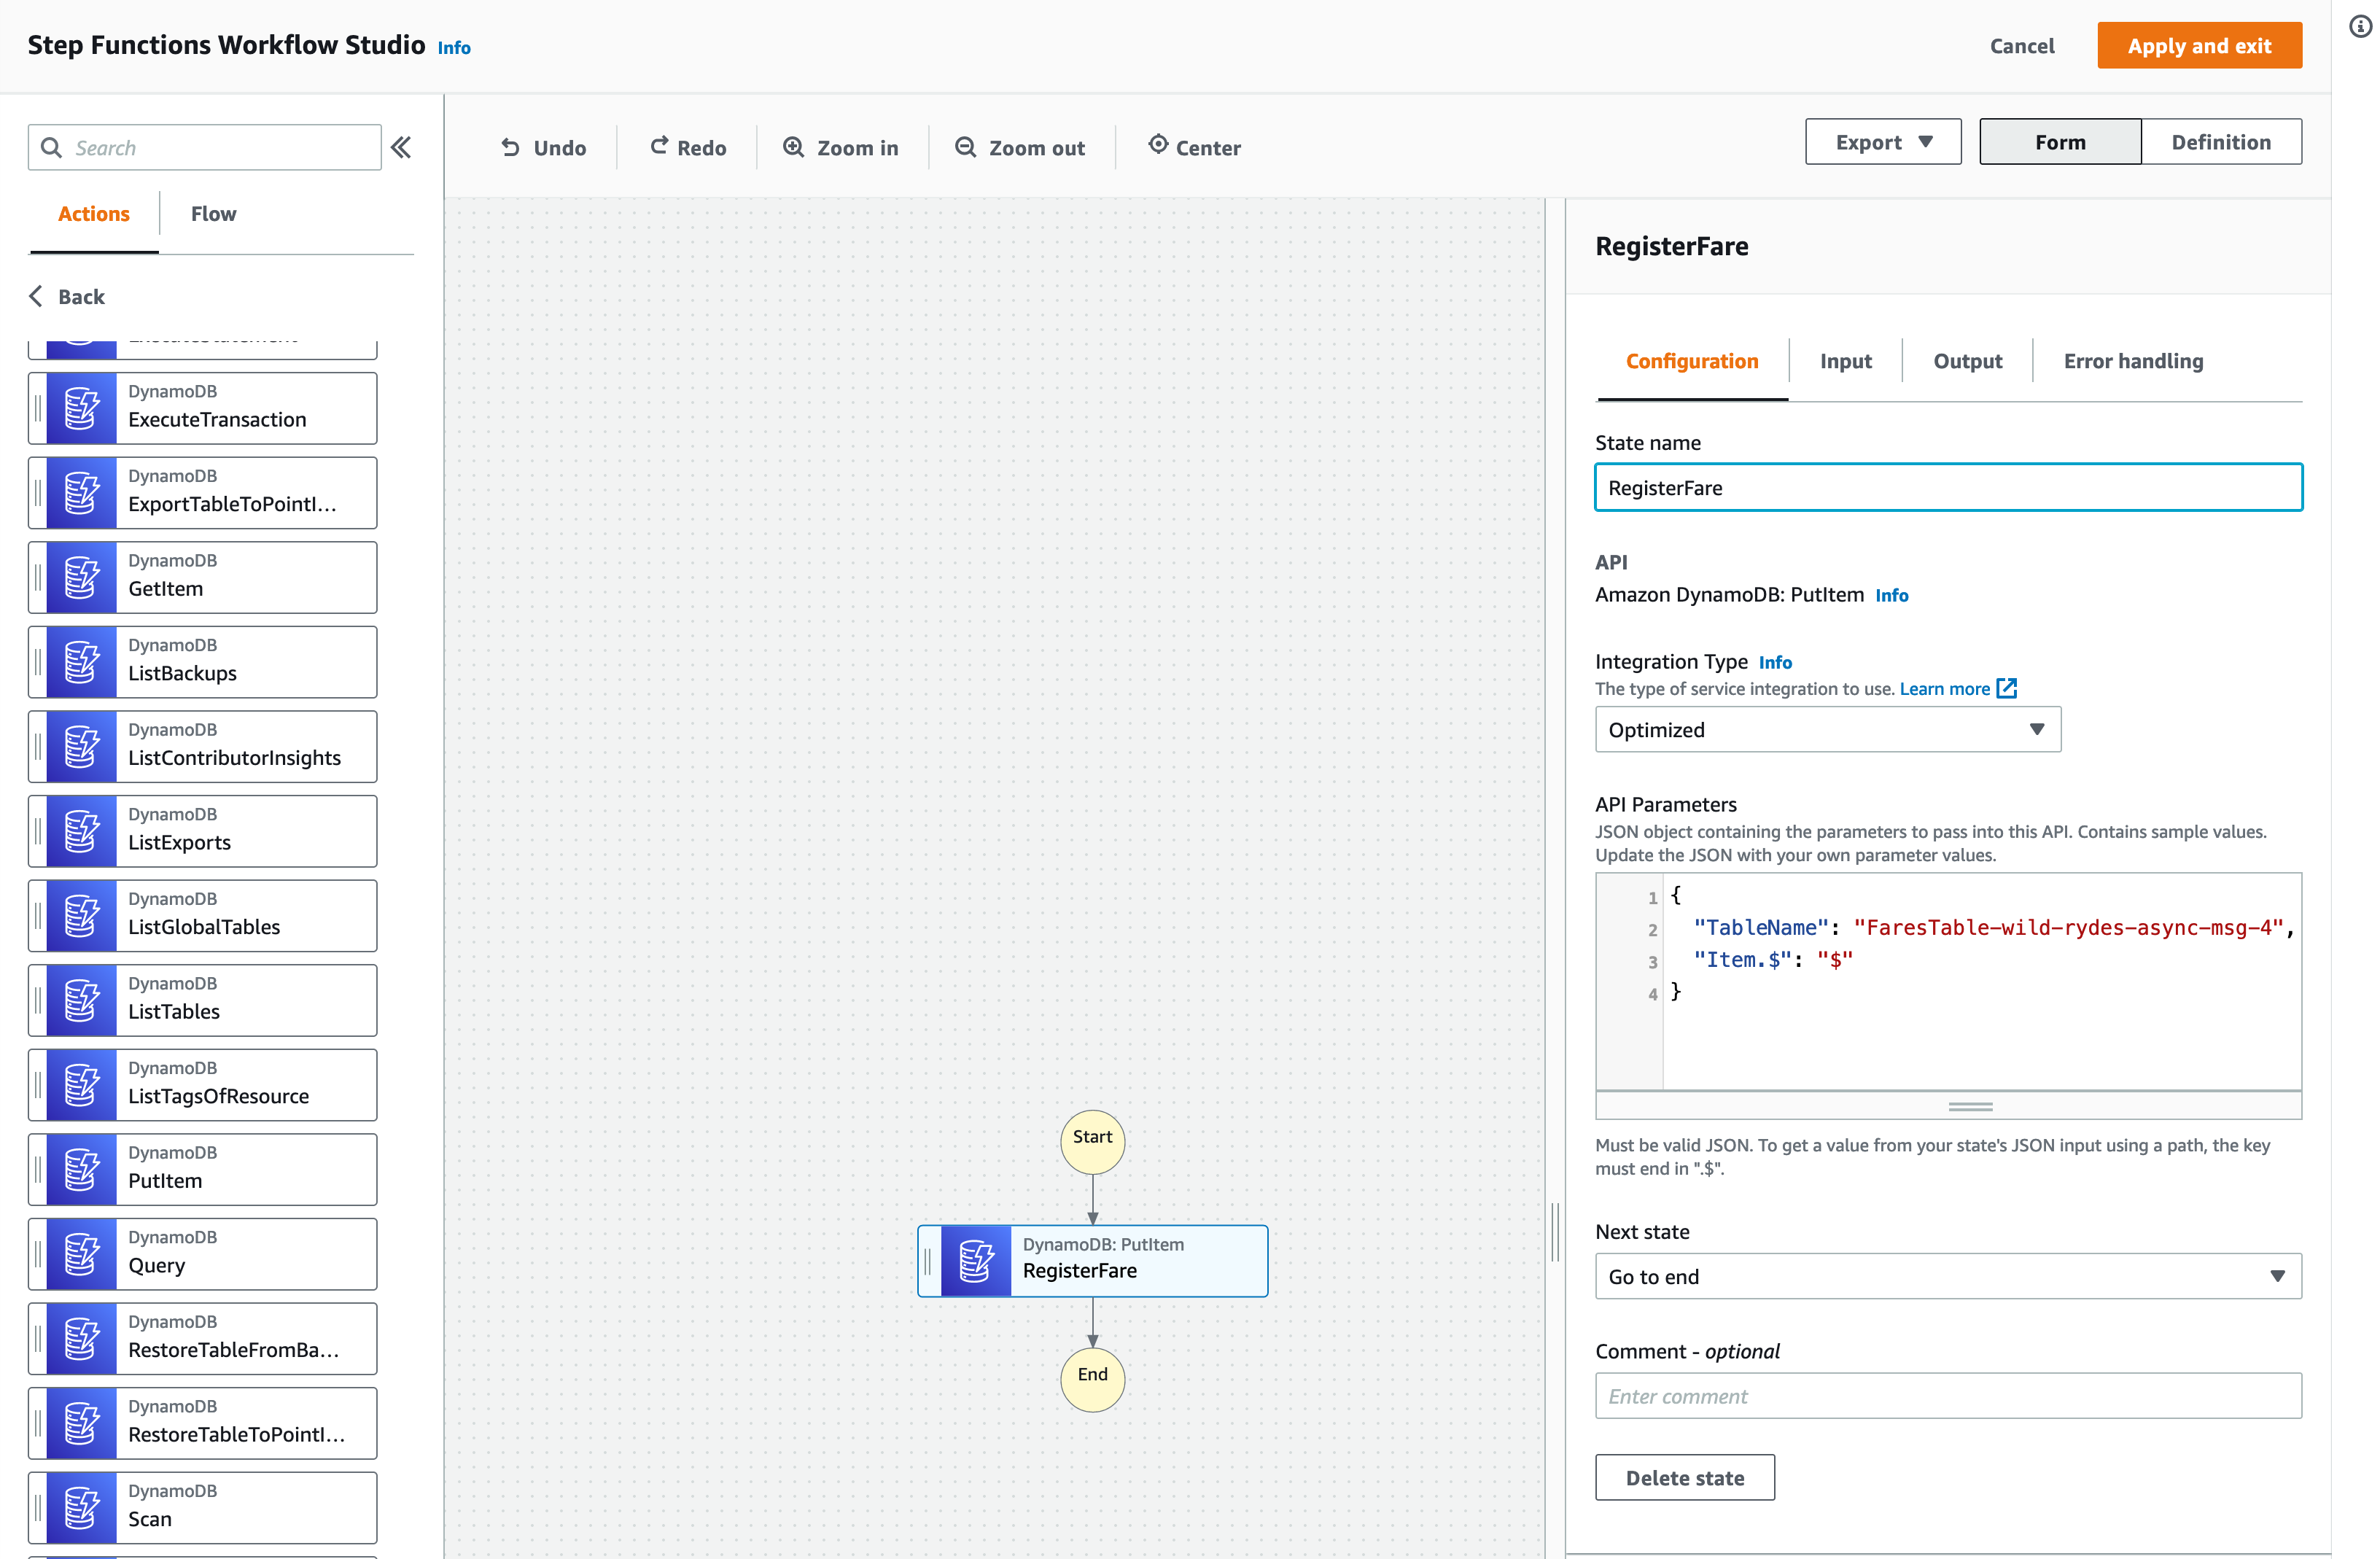 Step Functions Workflow Studio Info
Cancel
Apply and exit
Search
Actions
Flow
Back
DynamoDB
ExecuteTransaction
DynamoDB
ExportTableToPointI...
DynamoDB
GetItem
DynamoDB
ListBackups
DynamoDB
ListContributorInsights
DynamoDB
ListExports
DynamoDB
ListGlobalTables
DynamoDB
ListTables
DynamoDB
ListTagsOfResource
DynamoDB
PutItem
DynamoDB
Query
DynamoDB
RestoreTableFromBa...
DynamoDB
RestoreTableToPointI...
DynamoDB
Scan
Undo
Redo
Zoom in
Zoom out
Center
Export
Form
Definition
Start
DynamoDB: PutItem
RegisterFare
End
RegisterFare
Configuration
Input
Output
Error handling
State name
RegisterFare
API
Amazon DynamoDB: PutItem Info
Integration Type Info
The type of service integration to use. Learn more
Optimized
API Parameters
JSON object containing the parameters to pass into this API. Contains sample values.
Update the JSON with your own parameter values.
1 {
2 "TableName": "FaresTable-wild-rydes-async-msg-4",
3 "Item.$": "$"
4 }
Must be valid JSON. To get a value from your state's JSON input using a path, the key
must end in ".$".
Next state
Go to end
Comment - optional
Enter comment
Delete state